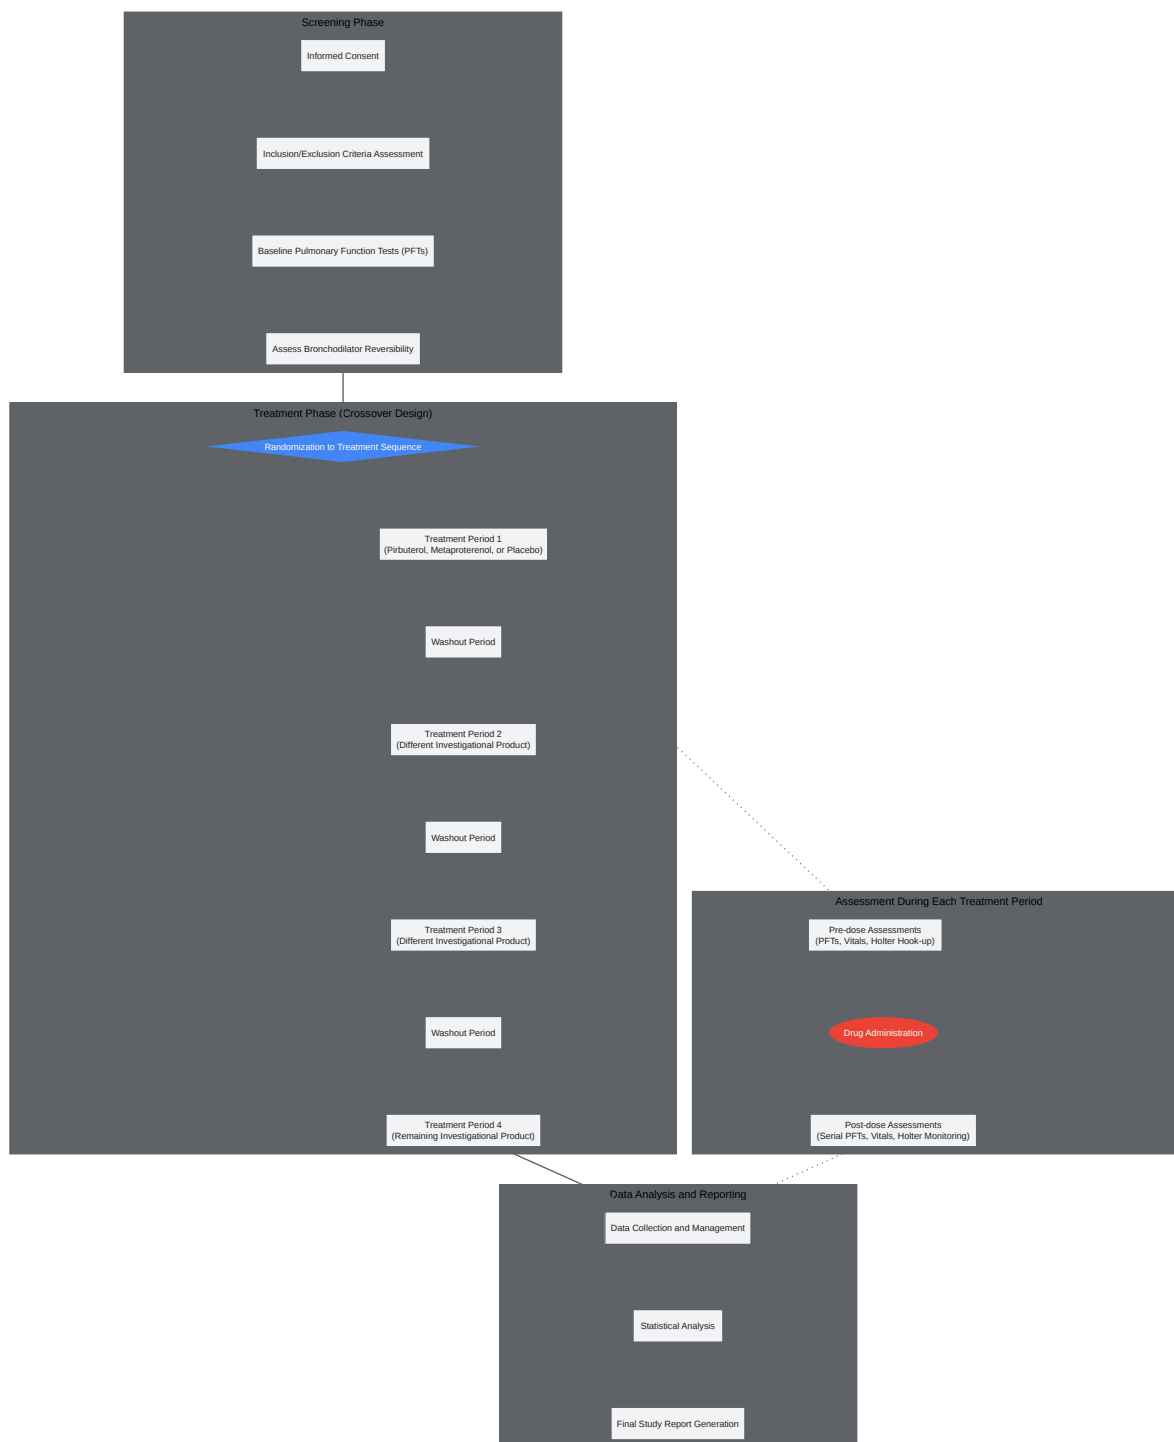 Screening Phase
Informed Consent
Inclusion/Exclusion Criteria Assessment
Baseline Pulmonary Function Tests (PFTs)
Assess Bronchodilator Reversibility
Treatment Phase (Crossover Design)
Randomization to Treatment Sequence
Treatment Period 1
(Pirbuterol, Metaproterenol, or Placebo)
Washout Period
Treatment Period 2
(Different Investigational Product)
Washout Period
Treatment Period 3
(Different Investigational Product)
Washout Period
Treatment Period 4
(Remaining Investigational Product)
Assessment During Each Treatment Period
Pre-dose Assessments
(PFTs, Vitals, Holter Hook-up)
Drug Administration
Post-dose Assessments
(Serial PFTs, Vitals, Holter Monitoring)
Data Analysis and Reporting
Data Collection and Management
Statistical Analysis
Final Study Report Generation